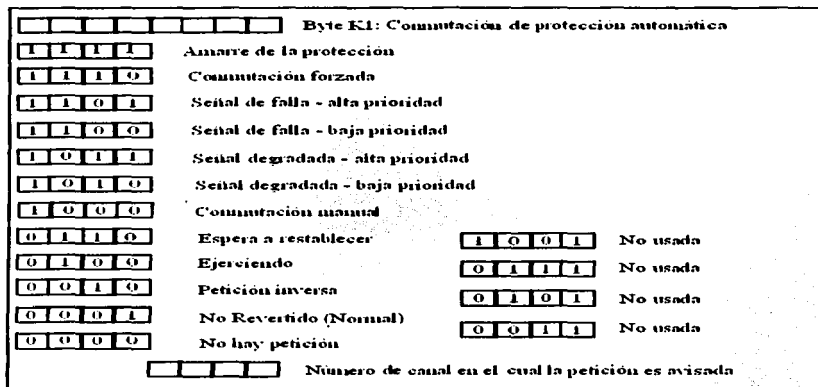 Byte K1: Conmutación de protección automática
1 1 1 1 Amarre de la protección
1 1 1 0 Conmutación forzada
1 1 0 1 Señal de falla - alta prioridad
1 1 0 0 Señal de falla - baja prioridad
1 0 1 1 Señal degradada - alta prioridad
1 0 1 0 Señal degradada - baja prioridad
1 0 0 0 Conmutación manual
0 1 1 0 Espera a restablecer 1 0 0 1 No usada
0 1 0 0 Ejerciendo 0 1 1 1 No usada
0 0 1 0 Petición inversa 0 1 0 1 No usada
0 0 0 1 No Revertido (Normal) 0 0 1 1 No usada
0 0 0 0 No hay petición
Número de canal en el cual la petición es avisada